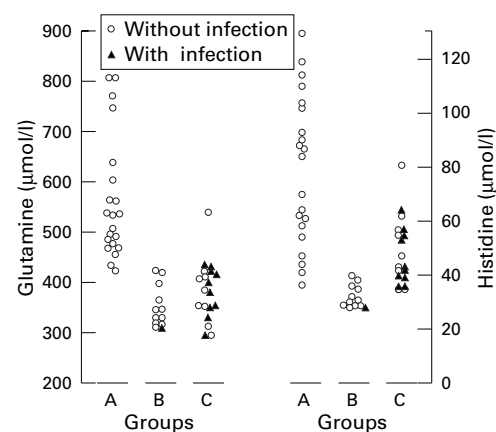 Without infection
With infection
Glutamine (μmol/l)
900
800
700
600
500
400
300
200
A
B
C
Groups
A
B
C
Groups
120
100
80
60
40
20
0
Histidine (μmol/l)